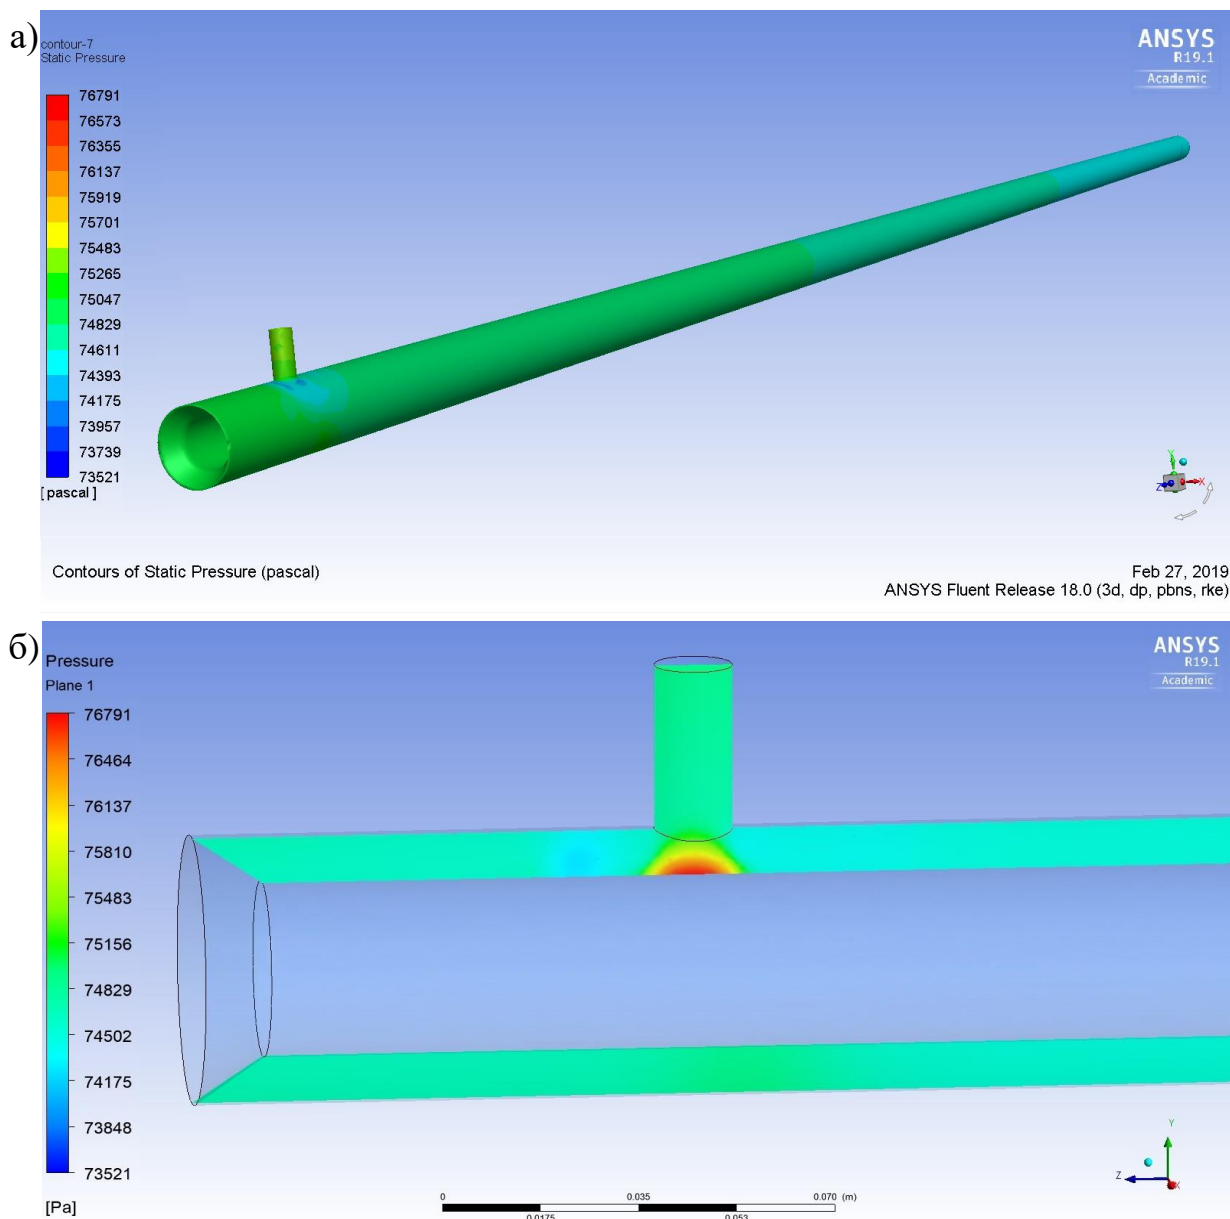 а)
contour-7
Static Pressure
ANSYS
R19.1
Academic
76791
76573
76355
76137
75919
75701
75483
75265
75047
74829
74611
74393
74175
73957
73739
73521
[ pascal ]
Y
Z
X
Contours of Static Pressure (pascal)
Feb 27, 2019
ANSYS Fluent Release 18.0 (3d, dp, pbns, rke)
б)
Pressure
Plane 1
ANSYS
R19.1
Academic
76791
76464
76137
75810
75483
75156
74829
74502
74175
73848
73521
[Pa]
0
0.035
0.070 (m)
0.0175
0.053
Y
Z
X